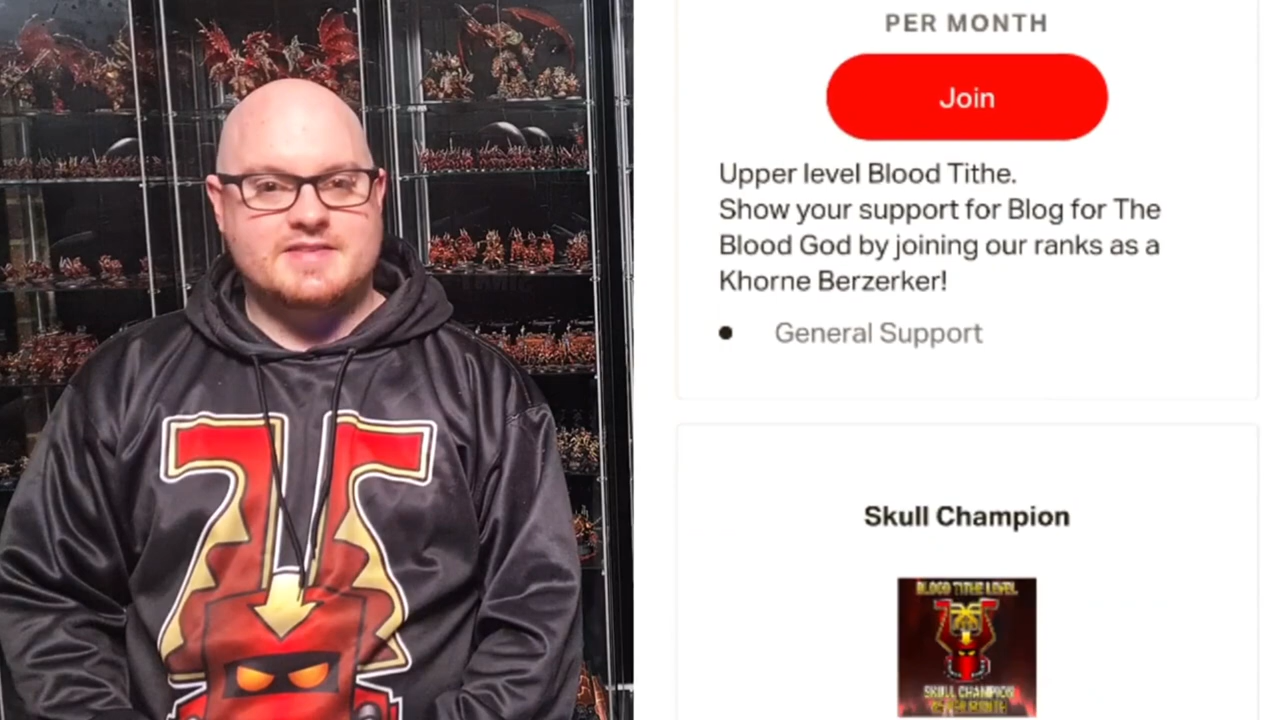 PER MONTH
Join
Upper level Blood Tithe.
Show your support for Blog for The
Blood God by joining our ranks as a
Khorne Berzerker!
General Support
Skull Champion
BLOOD TITHE LEVEL
SKULL CHAMPION